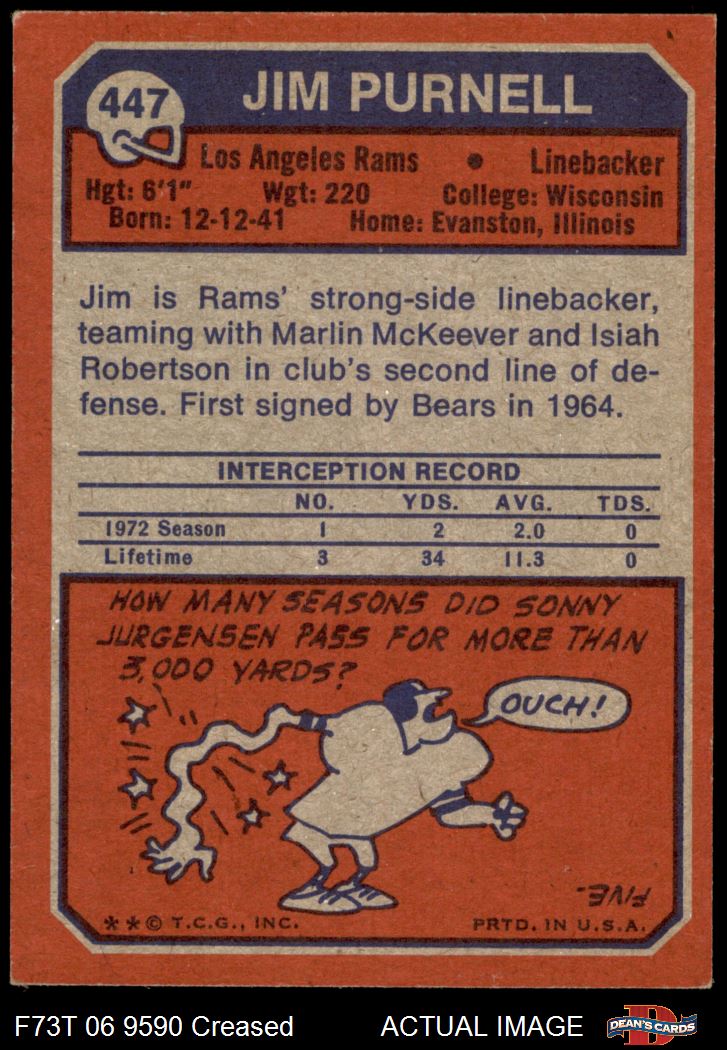 447
JIM PURNELL
Los Angeles Rams • Linebacker
Hgt: 6'1" Wgt: 220 College: Wisconsin
Born: 12-12-41 Home: Evanston, Illinois
Jim is Rams' strong-side linebacker,
teaming with Marlin McKeever and Isiah
Robertson in club's second line of de-
fense. First signed by Bears in 1964.
INTERCEPTION RECORD
NO. YDS. AVG. TDS.
1972 Season 1 2 2.0 0
Lifetime 3 34 11.3 0
HOW MANY SEASONS DID SONNY
JURGENSEN PASS FOR MORE THAN
3,000 YARDS?
OUCH!
FIVE.
**© T.C.G., INC. PRTD. IN U.S.A.
F73T 06 9590 Creased ACTUAL IMAGE
D
DEAN'S CARDS